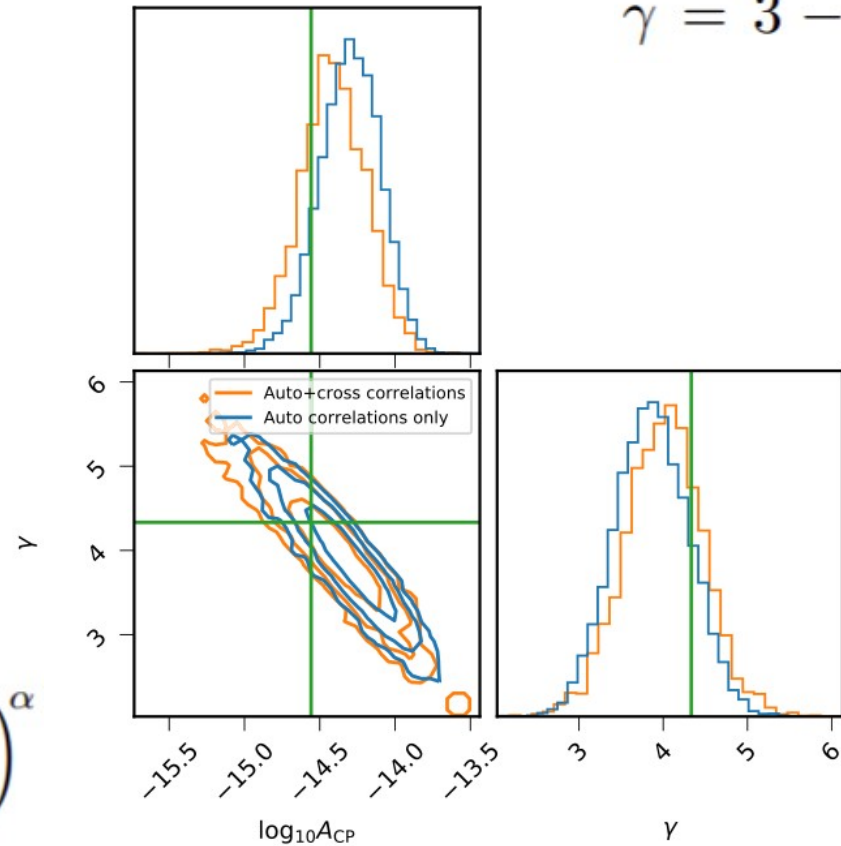 γ = 3 −
6
5
4
3
γ
Auto+cross correlations
Auto correlations only
α
)
−15.5
−15.0
−14.5
−14.0
−13.5
log₁₀A_CP
3
4
5
6
γ